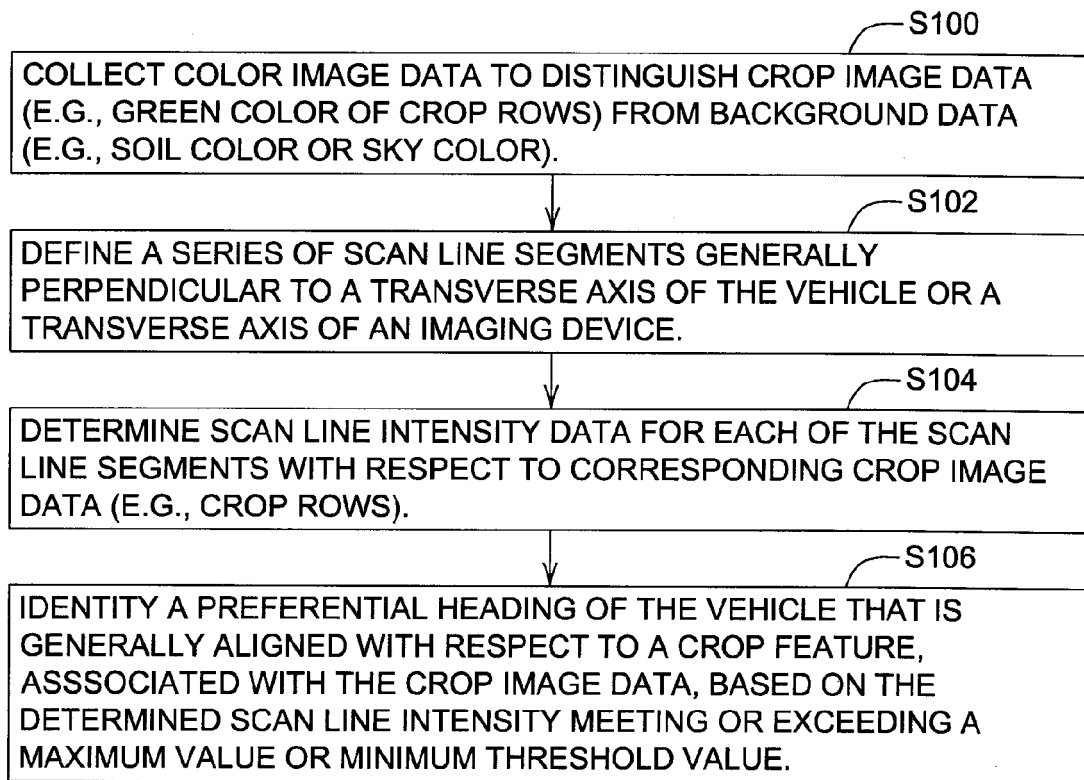 S100
COLLECT COLOR IMAGE DATA TO DISTINGUISH CROP IMAGE DATA
(E.G., GREEN COLOR OF CROP ROWS) FROM BACKGROUND DATA
(E.G., SOIL COLOR OR SKY COLOR).
S102
DEFINE A SERIES OF SCAN LINE SEGMENTS GENERALLY
PERPENDICULAR TO A TRANSVERSE AXIS OF THE VEHICLE OR A
TRANSVERSE AXIS OF AN IMAGING DEVICE.
S104
DETERMINE SCAN LINE INTENSITY DATA FOR EACH OF THE SCAN
LINE SEGMENTS WITH RESPECT TO CORRESPONDING CROP IMAGE
DATA (E.G., CROP ROWS).
S106
IDENTITY A PREFERENTIAL HEADING OF THE VEHICLE THAT IS
GENERALLY ALIGNED WITH RESPECT TO A CROP FEATURE,
ASSSOCIATED WITH THE CROP IMAGE DATA, BASED ON THE
DETERMINED SCAN LINE INTENSITY MEETING OR EXCEEDING A
MAXIMUM VALUE OR MINIMUM THRESHOLD VALUE.